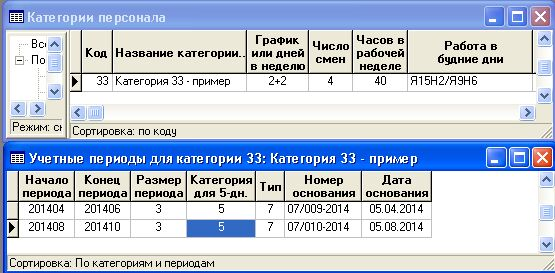 Категории персонала
Всє
По
Режим: сн
Код
Название категории..
График или дней в неделю
Число смен
Часов в рабочей неделе
Работа в будние дни
33
Категория 33 - пример
2+2
4
40
Я15Н2/Я9Н6
Сортировка: по коду
Учетные периоды для категории 33: Категория 33 - пример
Начало периода
Конец периода
Размер периода
Категория для 5-дн.
Тип
Номер основания
Дата основания
201404 201406 3 5 7 07/009-2014 05.04.2014
201408 201410 3 5 7 07/010-2014 05.08.2014
Сортировка: По категориям и периодам